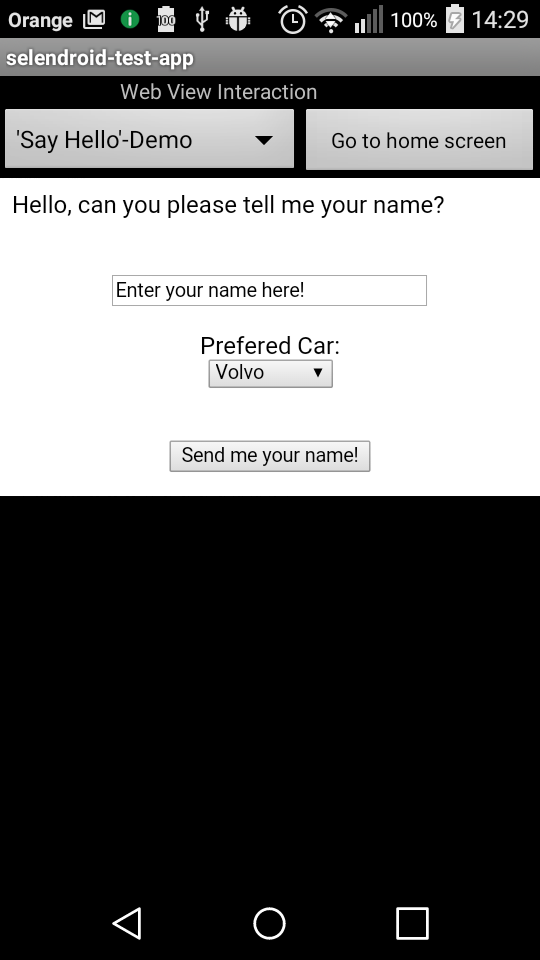 Orange 100 100% 14:29
selendroid-test-app
Web View Interaction
'Say Hello'-Demo Go to home screen
Hello, can you please tell me your name?
Enter your name here!
Prefered Car:
Volvo
Send me your name!